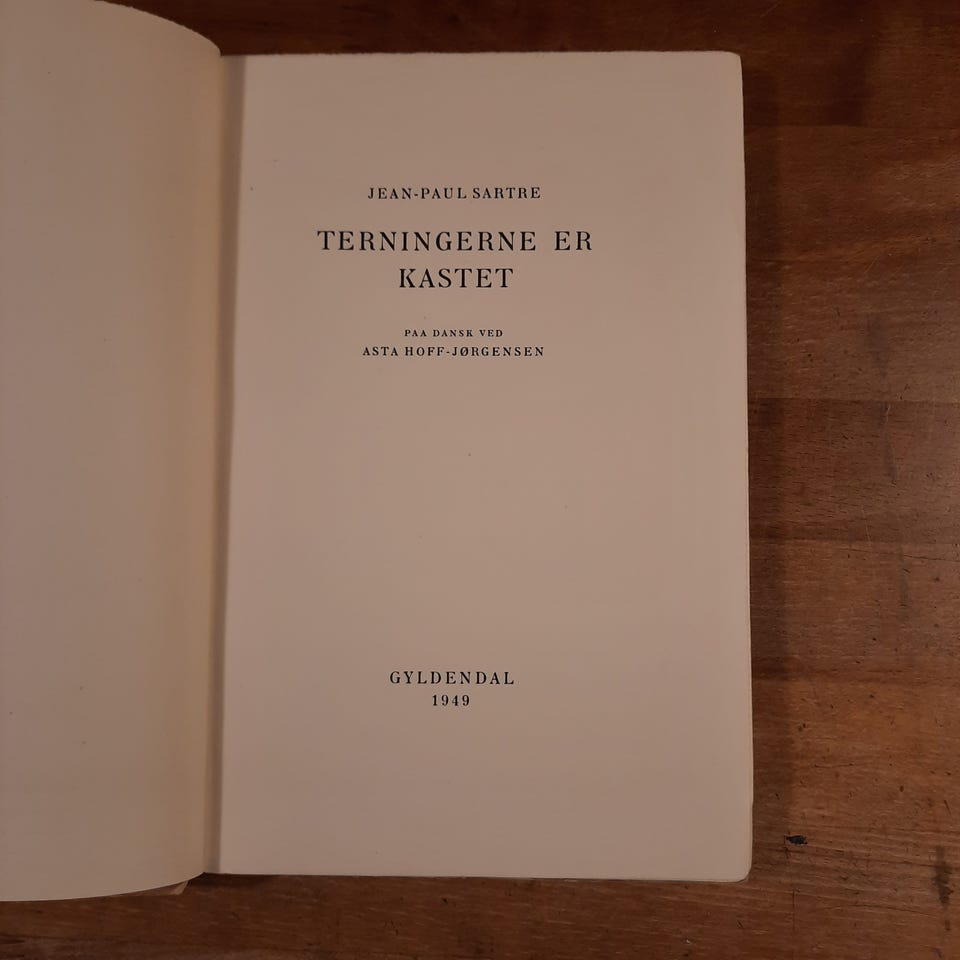 JEAN-PAUL SARTRE
TERNINGERNE ER
KASTET
PAA DANSK VED
ASTA HOFF-JØRGENSEN
GYLDENDAL
1949